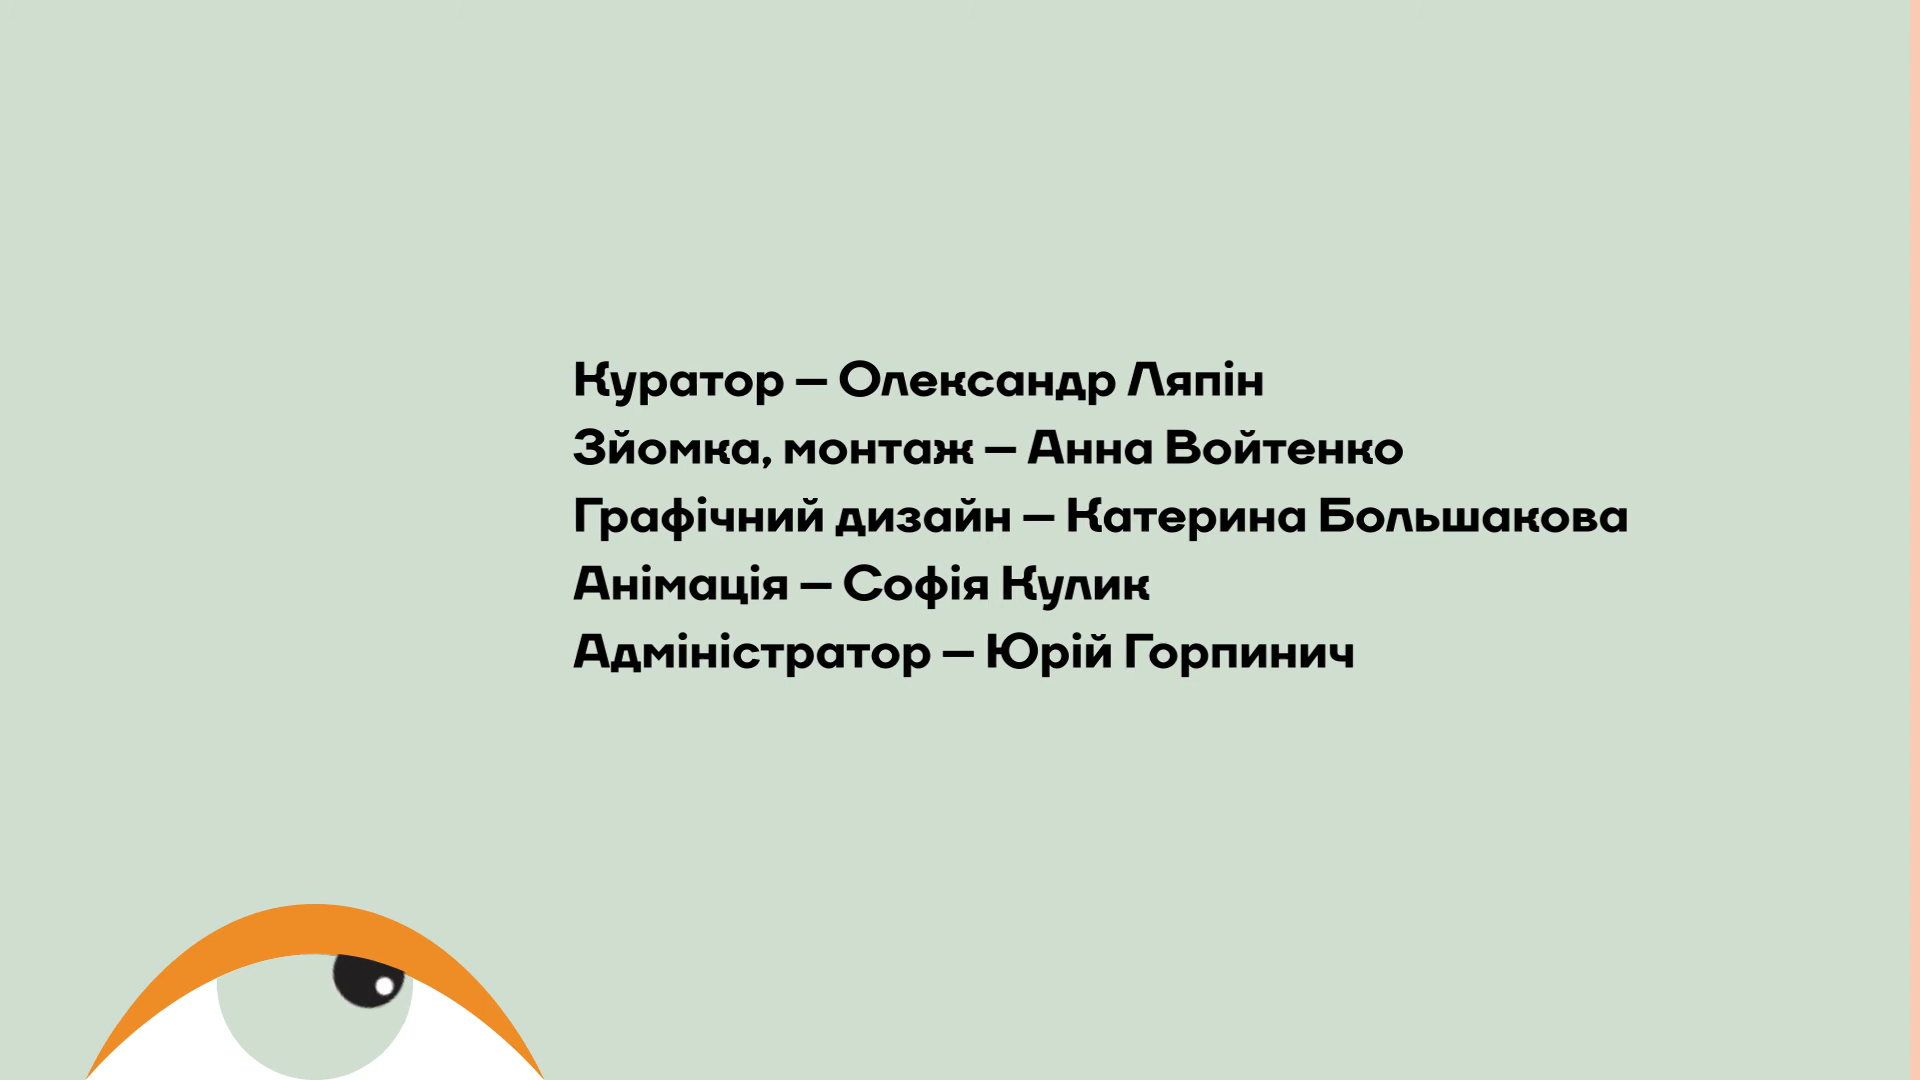 Куратор — Олександр Ляпін
Зйомка, монтаж — Анна Войтенко
Графічний дизайн — Катерина Большакова
Анімація — Софія Кулик
Адміністратор — Юрій Горпинич